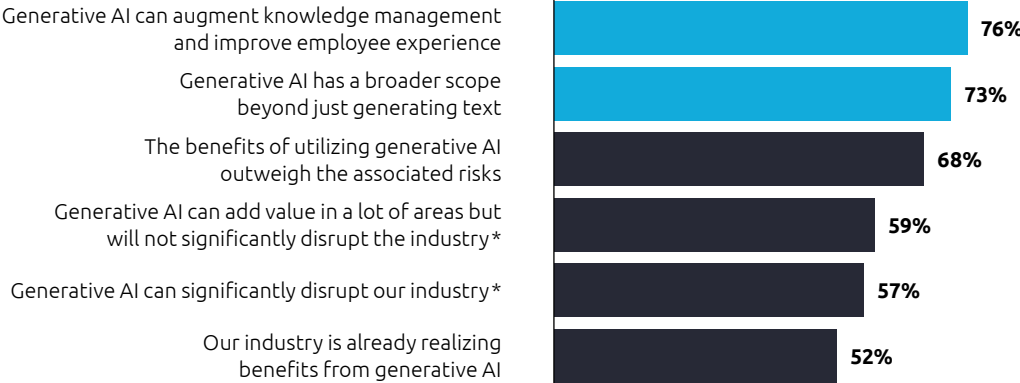 Generative AI can augment knowledge management
and improve employee experience
76%
Generative AI has a broader scope
beyond just generating text
73%
The benefits of utilizing generative AI
outweigh the associated risks
68%
Generative AI can add value in a lot of areas but
will not significantly disrupt the industry*
59%
Generative AI can significantly disrupt our industry*
57%
Our industry is already realizing
benefits from generative AI
52%